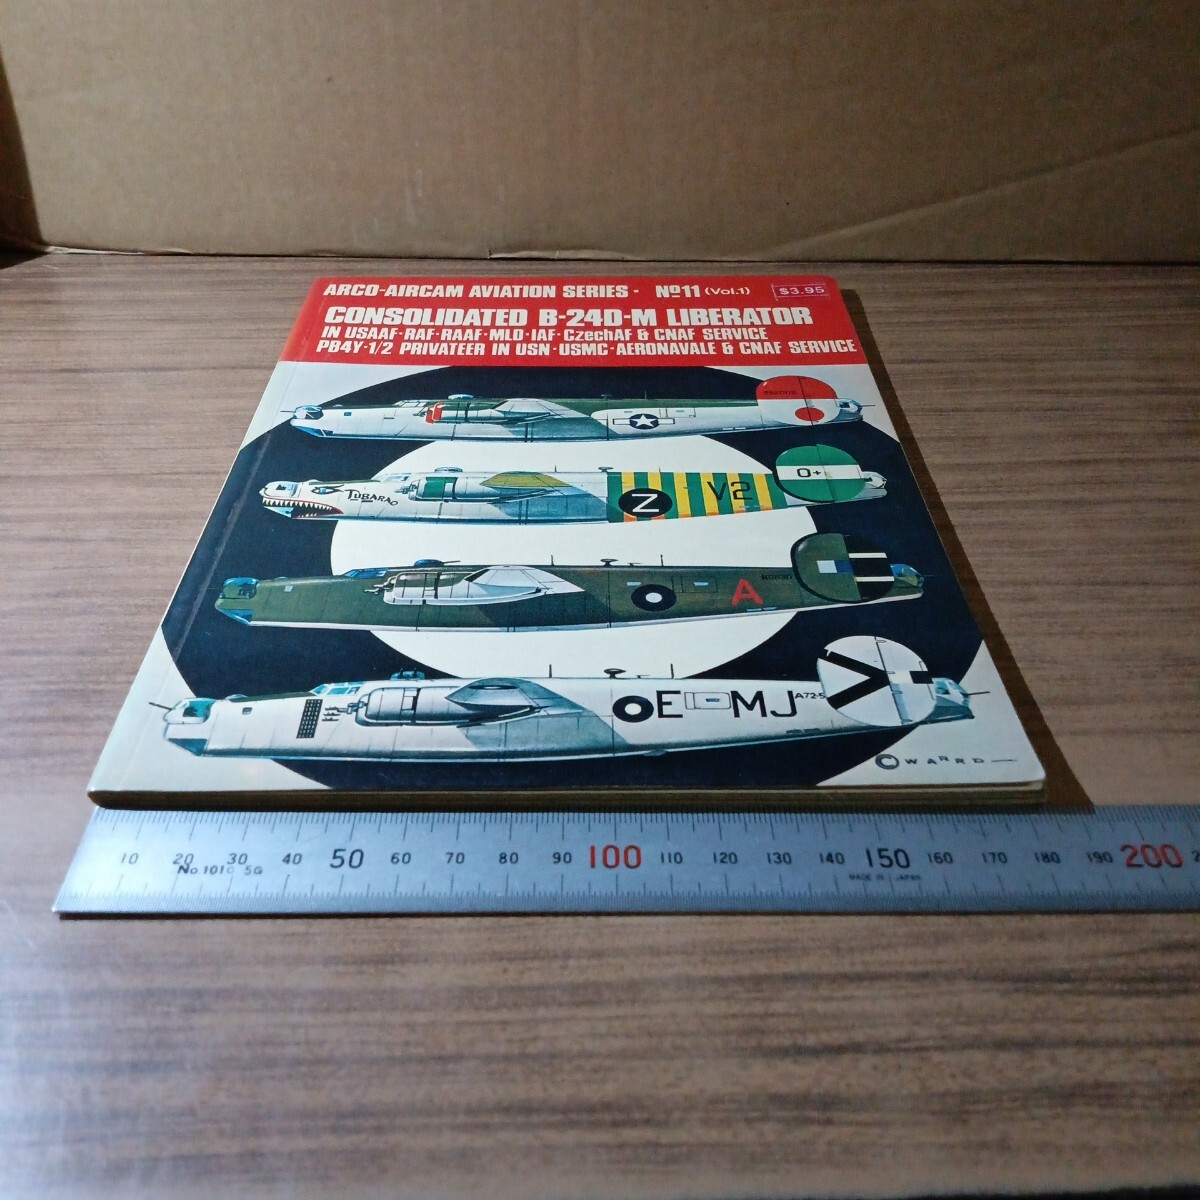 ARCO-AIRCAM AVIATION SERIES - Nº11 (Vol.1)
$3.95
CONSOLIDATED B-24D-M LIBERATOR
IN USAAF·RAF·RAAF·MLD·IAF·CzechAF & CNAF SERVICE
PB4Y-1/2 PRIVATEER IN USN·USMC·AERONAVALE & CNAF SERVICE
TUBARAO
Z
V2
O+
A
E
MJ
A72-5
© WARRD
10 20 30 40 50 60 70 80 90 100 110 120 130 140 150 160 170 180 190 200 2
MADE IN JAPAN